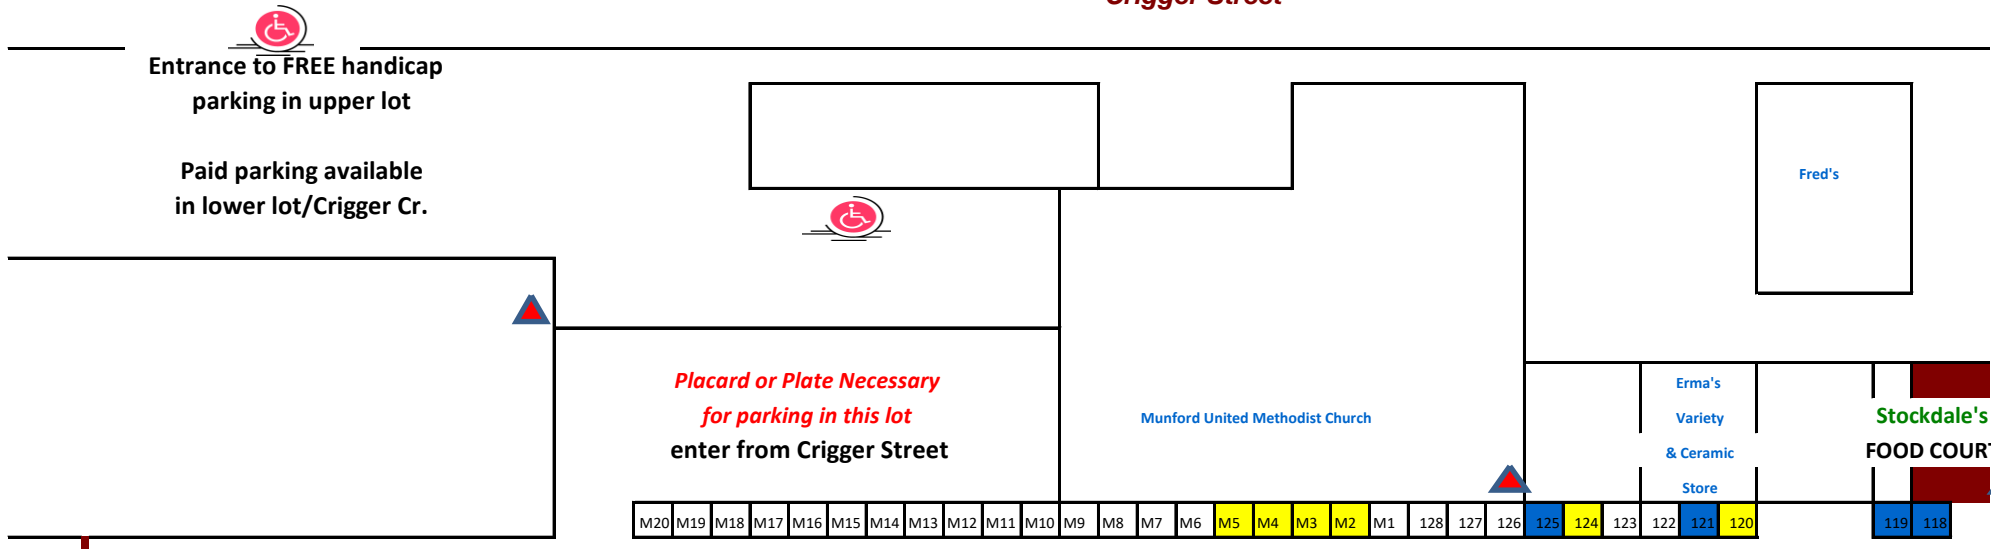 Crigger Street
Entrance to FREE handicap
parking in upper lot
Paid parking available
in lower lot/Crigger Cr.
Fred's
Placard or Plate Necessary
for parking in this lot
enter from Crigger Street
Munford United Methodist Church
Erma's
Variety
& Ceramic
Store
Stockdale's
FOOD COURT
M20 M19 M18 M17 M16 M15 M14 M13 M12 M11 M10 M9 M8 M7 M6 M5 M4 M3 M2 M1 128 127 126 125 124 123 122 121 120 119 118